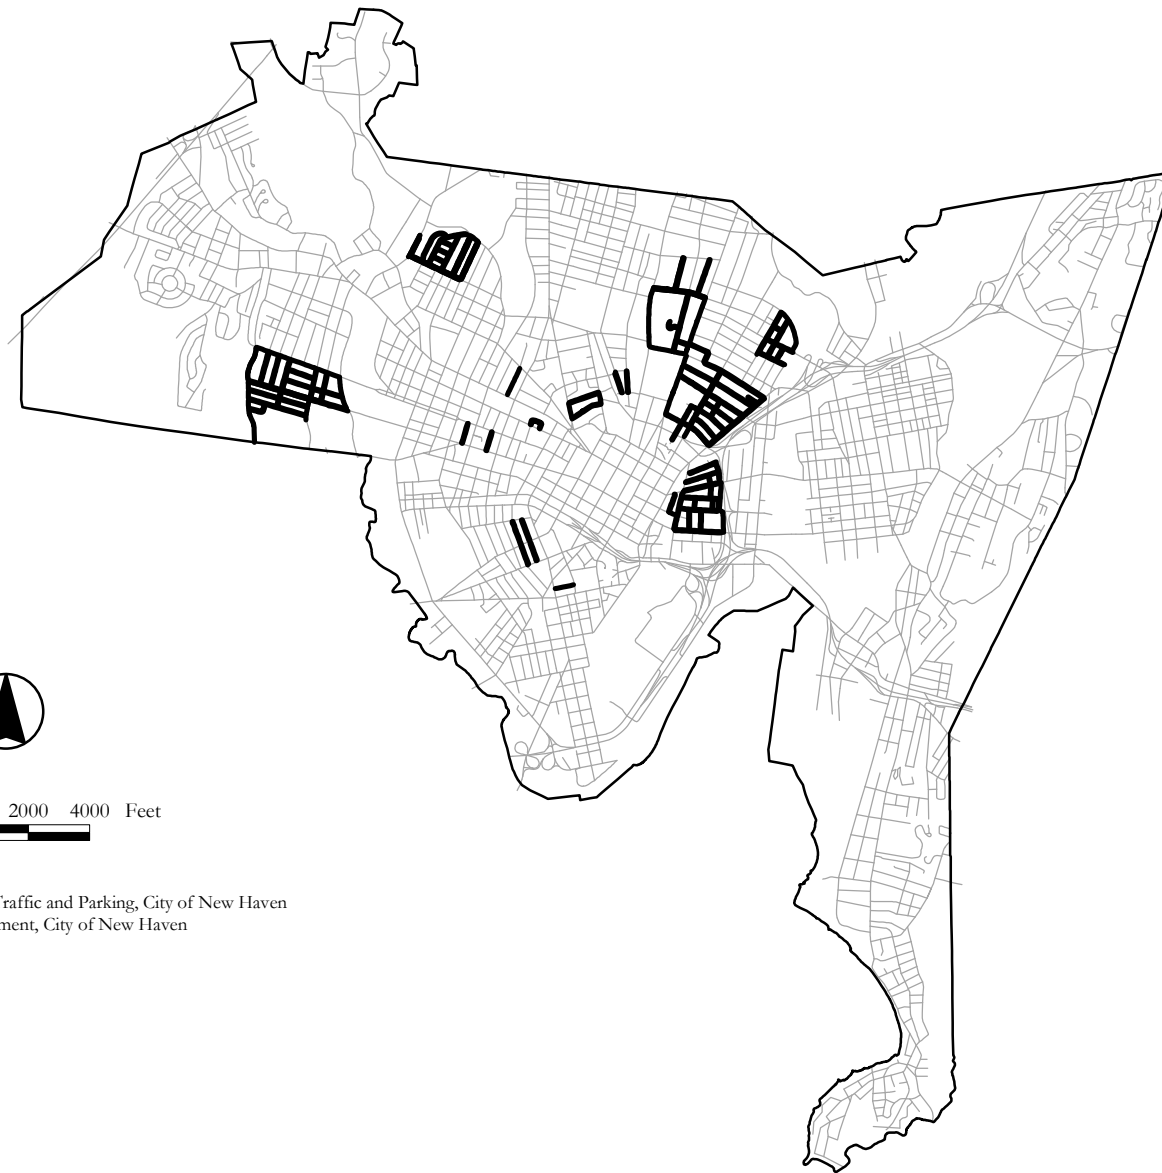 2000 4000 Feet
Traffic and Parking, City of New Haven
ment, City of New Haven